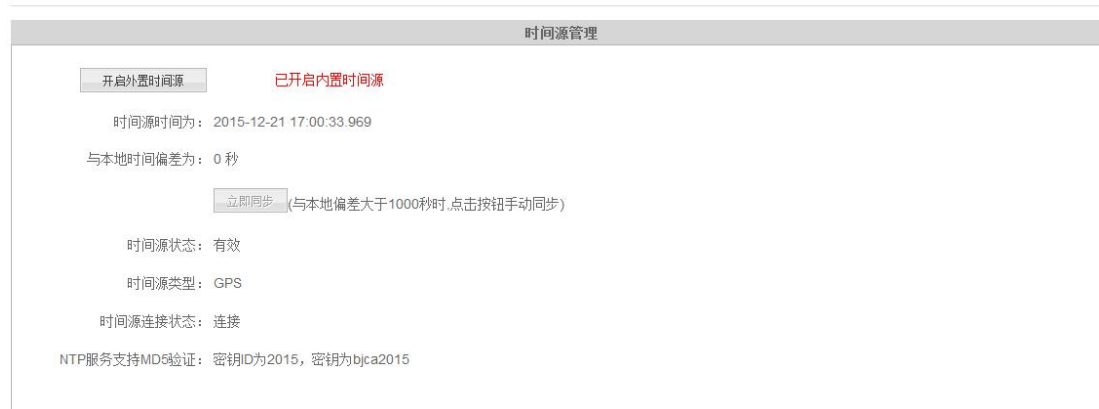 时间源管理
开启外置时间源 已开启内置时间源
时间源时间为: 2015-12-21 17:00:33.969
与本地时间偏差为: 0 秒
立即同步 (与本地偏差大于1000秒时,点击按钮手动同步)
时间源状态: 有效
时间源类型: GPS
时间源连接状态: 连接
NTP服务支持MD5验证: 密钥ID为2015，密钥为bjca2015